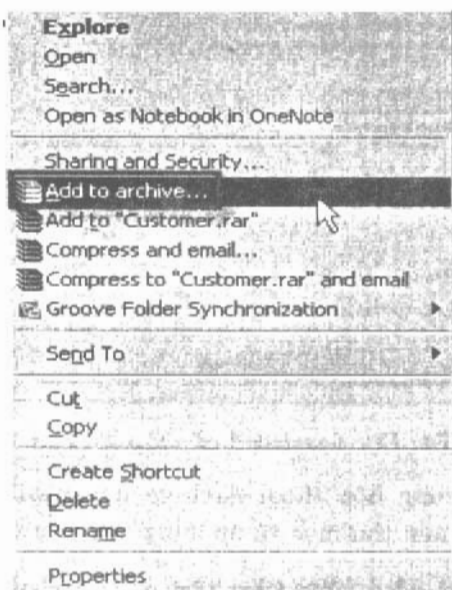 Explore
Open
Search...
Open as Notebook in OneNote
Sharing and Security...
Add to archive...
Add to "Customer.rar"
Compress and email...
Compress to "Customer.rar" and email
Groove Folder Synchronization
Send To
Cut
Copy
Create Shortcut
Delete
Rename
Properties